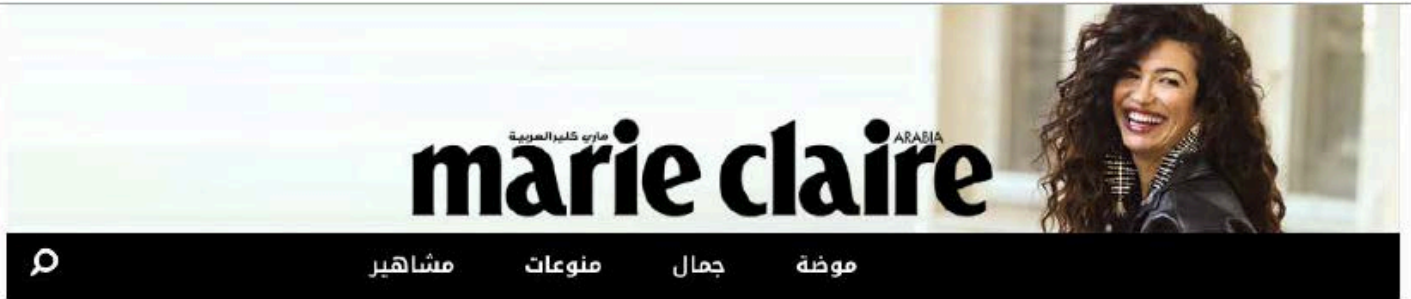 ماري كلير العربية
marie claire ARABIA
موضة جمال منوعات مشاهير